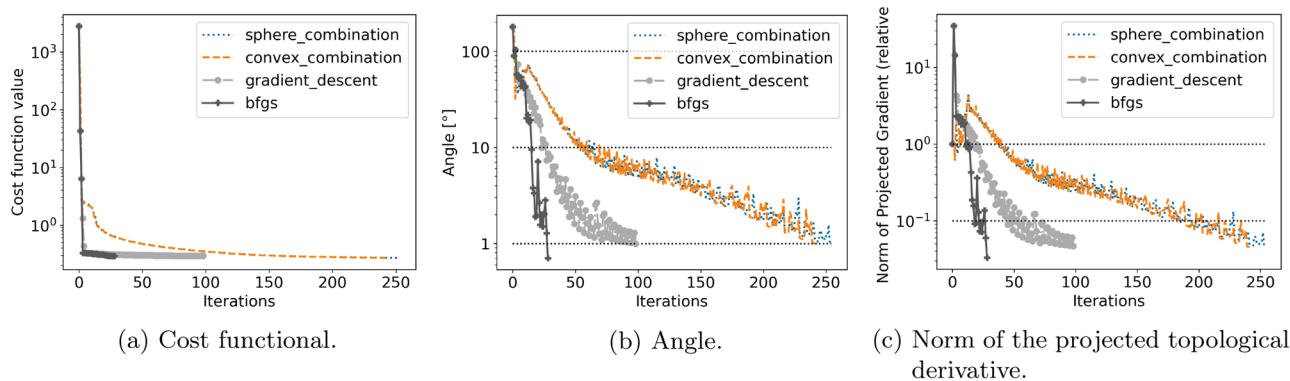 Cost function value
10³
10²
10¹
10⁰
sphere_combination
convex_combination
gradient_descent
bfgs
0 50 100 150 200 250
Iterations
(a) Cost functional.
Angle [°]
100
10
1
sphere_combination
convex_combination
gradient_descent
bfgs
0 50 100 150 200 250
Iterations
(b) Angle.
Norm of Projected Gradient (relative
10¹
10⁰
10⁻¹
sphere_combination
convex_combination
gradient_descent
bfgs
0 50 100 150 200 250
Iterations
(c) Norm of the projected topological
derivative.